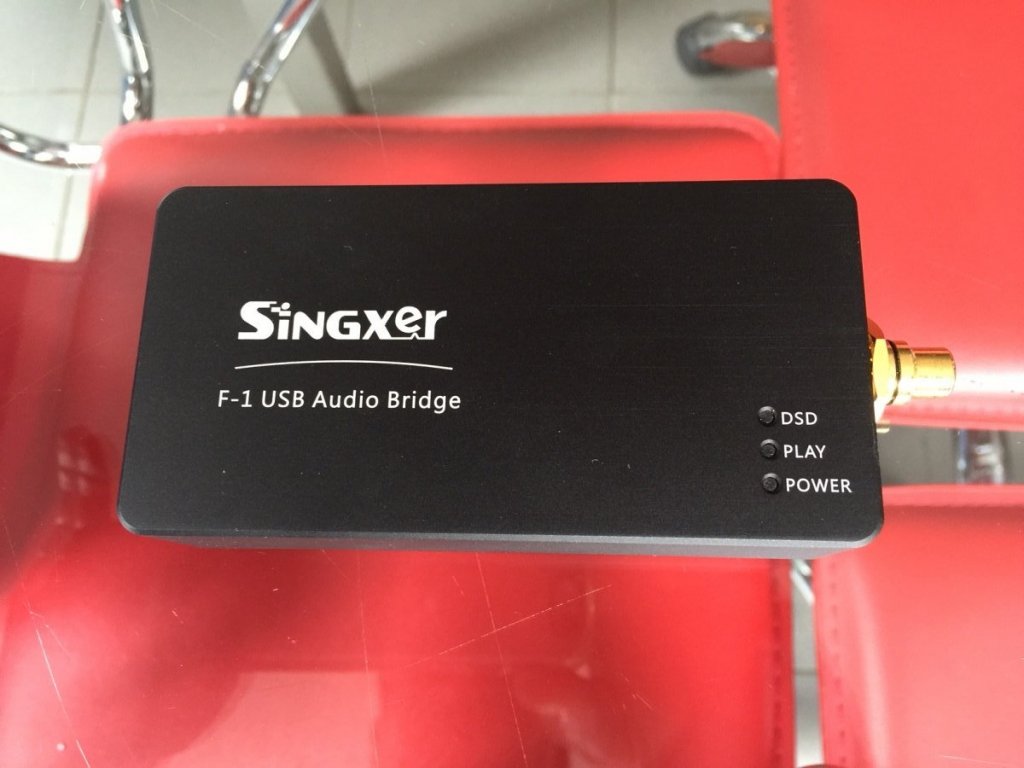 SiNGXer
F-1 USB Audio Bridge
DSD
PLAY
POWER